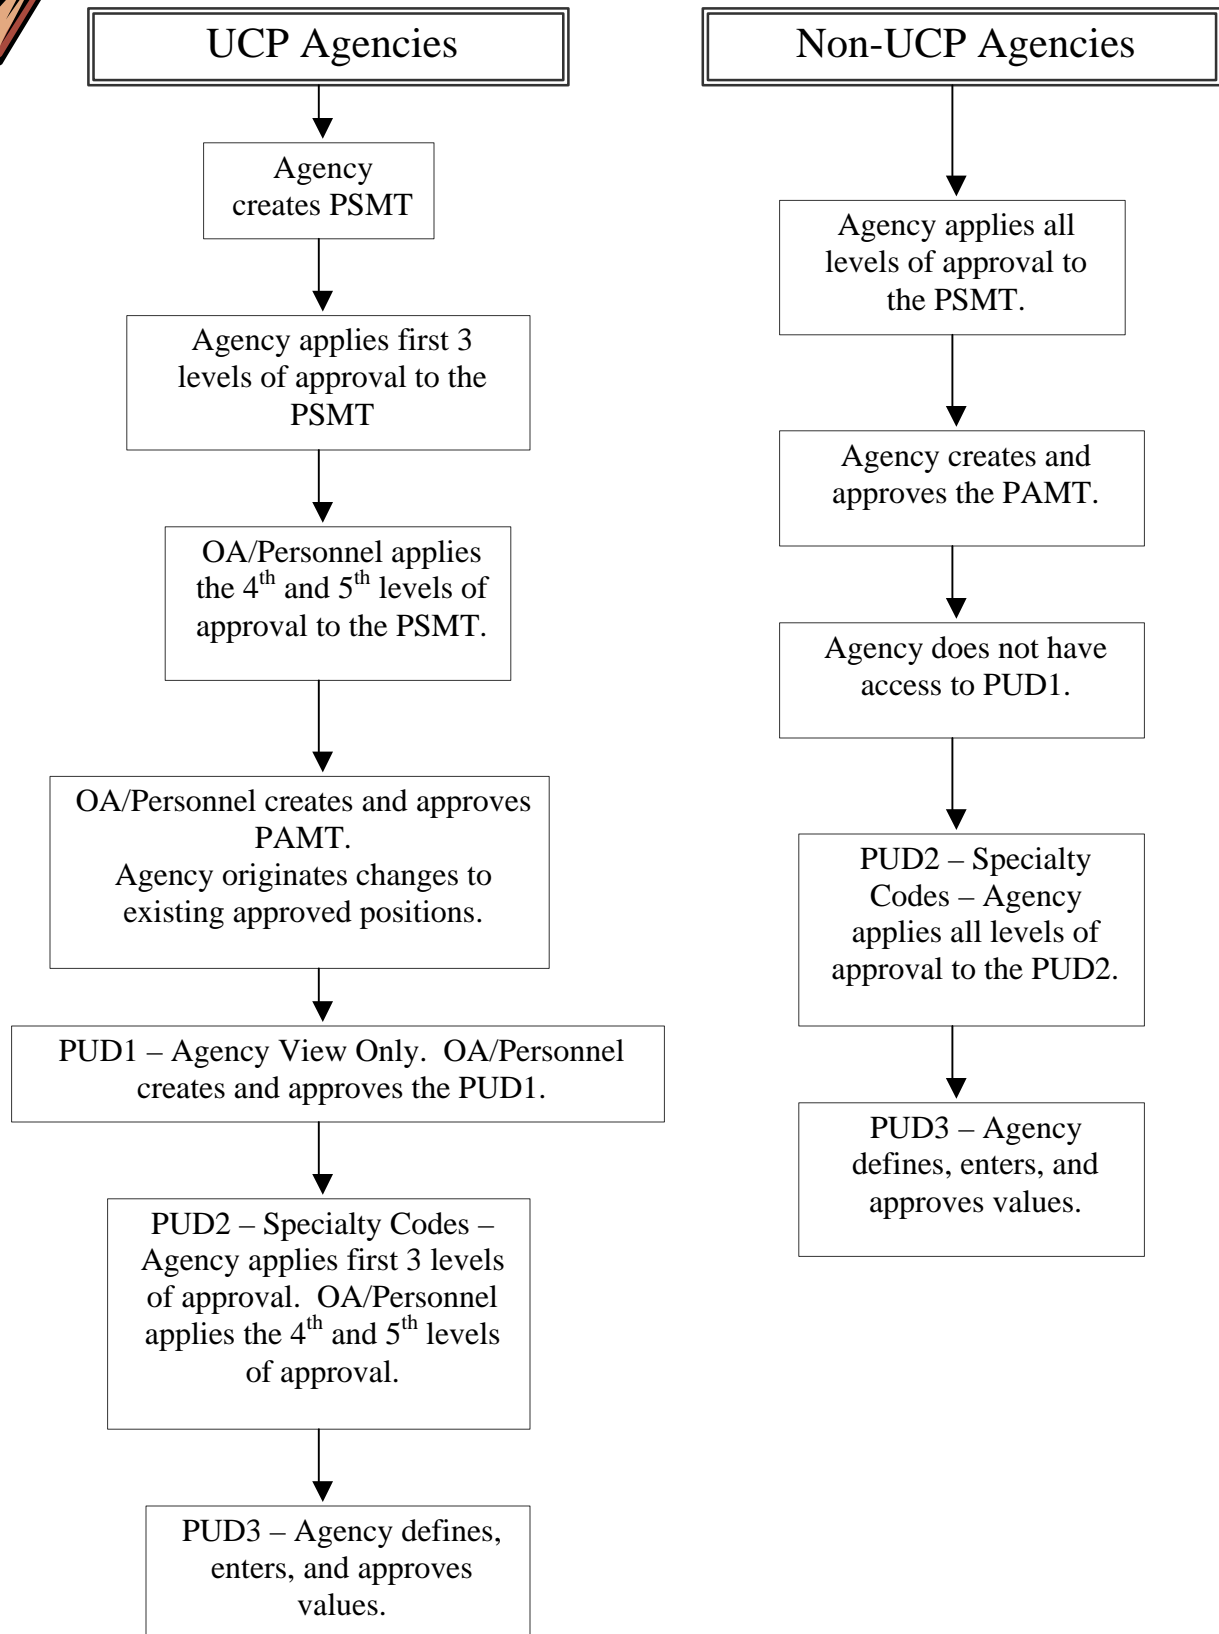 UCP Agencies
Agency
creates PSMT
Agency applies first 3
levels of approval to the
PSMT
OA/Personnel applies
the 4th and 5th levels of
approval to the PSMT.
OA/Personnel creates and approves
PAMT.
Agency originates changes to
existing approved positions.
PUD1 – Agency View Only.  OA/Personnel
creates and approves the PUD1.
PUD2 – Specialty Codes –
Agency applies first 3 levels
of approval.  OA/Personnel
applies the 4th and 5th levels
of approval.
PUD3 – Agency defines,
enters, and approves
values.
Non-UCP Agencies
Agency applies all
levels of approval to
the PSMT.
Agency creates and
approves the PAMT.
Agency does not have
access to PUD1.
PUD2 – Specialty
Codes – Agency
applies all levels of
approval to the PUD2.
PUD3 – Agency
defines, enters, and
approves values.